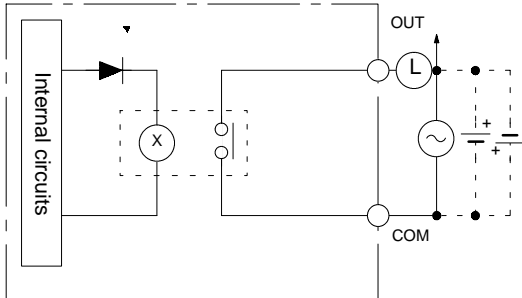 OUT
L
Internal circuits
X
+
+
COM